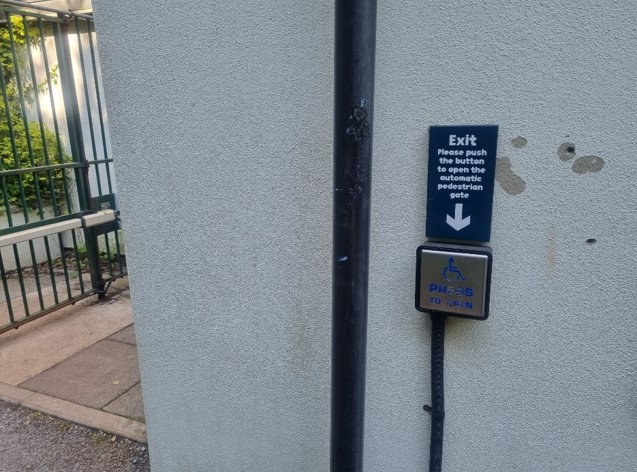 Exit
Please push
the button
to open the
automatic
pedestrian
gate
PRESS
TO OPEN